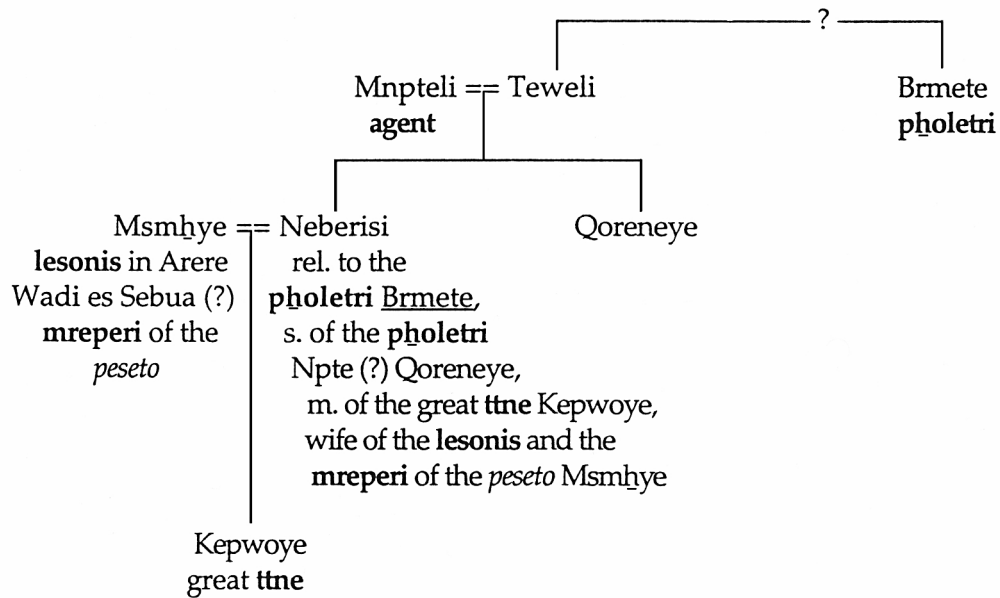 ?
Mnpteli == Teweli
Brmete
agent
pẖoletri
Msmẖye == Neberisi
Qoreneye
lesonis in Arere
rel. to the
Wadi es Sebua (?)
pẖoletri Brmete,
mreperi of the
s. of the pẖoletri
peseto
Npte (?) Qoreneye,
m. of the great ttne Kepwoye,
wife of the lesonis and the
mreperi of the peseto Msmẖye
Kepwoye
great ttne